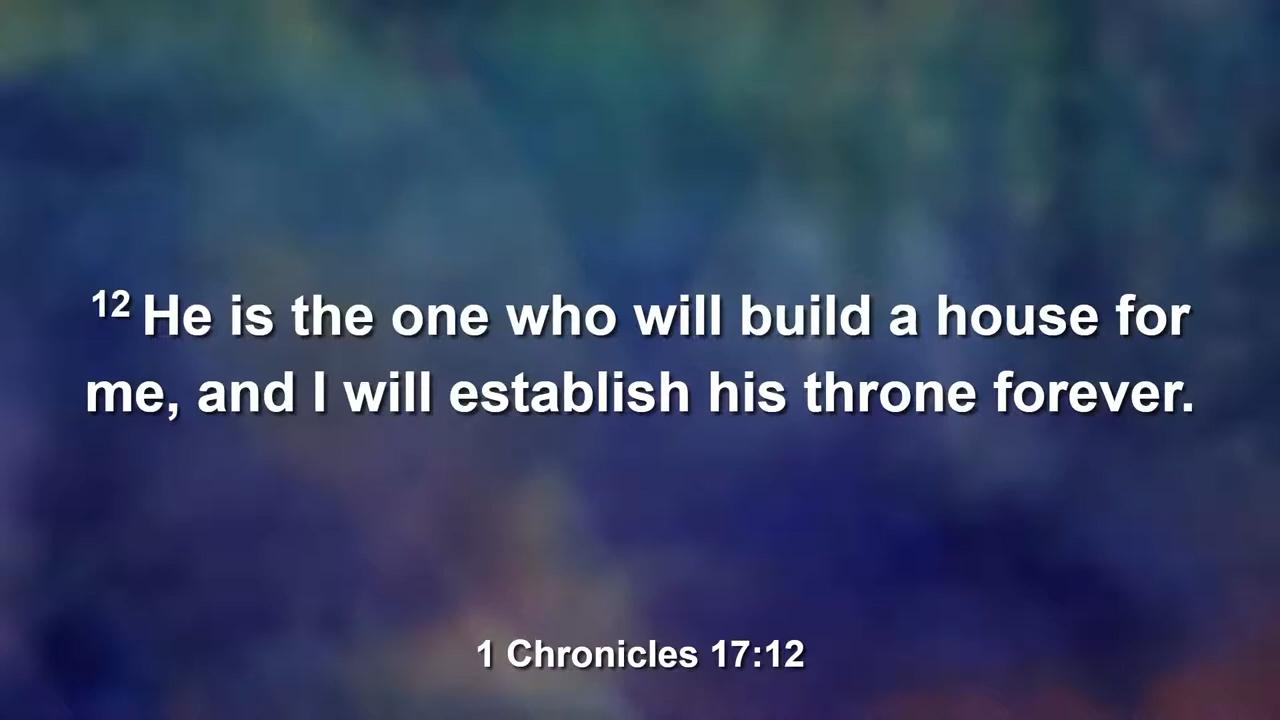 12 He is the one who will build a house for
me, and I will establish his throne forever.
1 Chronicles 17:12